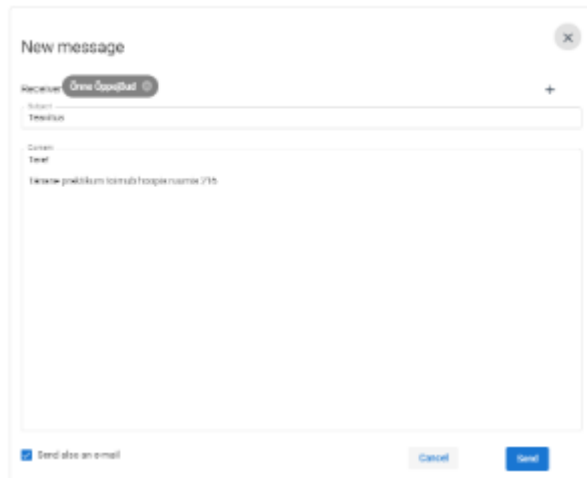 New message
Receiver Õnne Õppejõud
Subject
Teavitus
Content
Tere!
Tänane praktikum toimub hoopis ruumis 215
Send also an e-mail
Cancel
Send